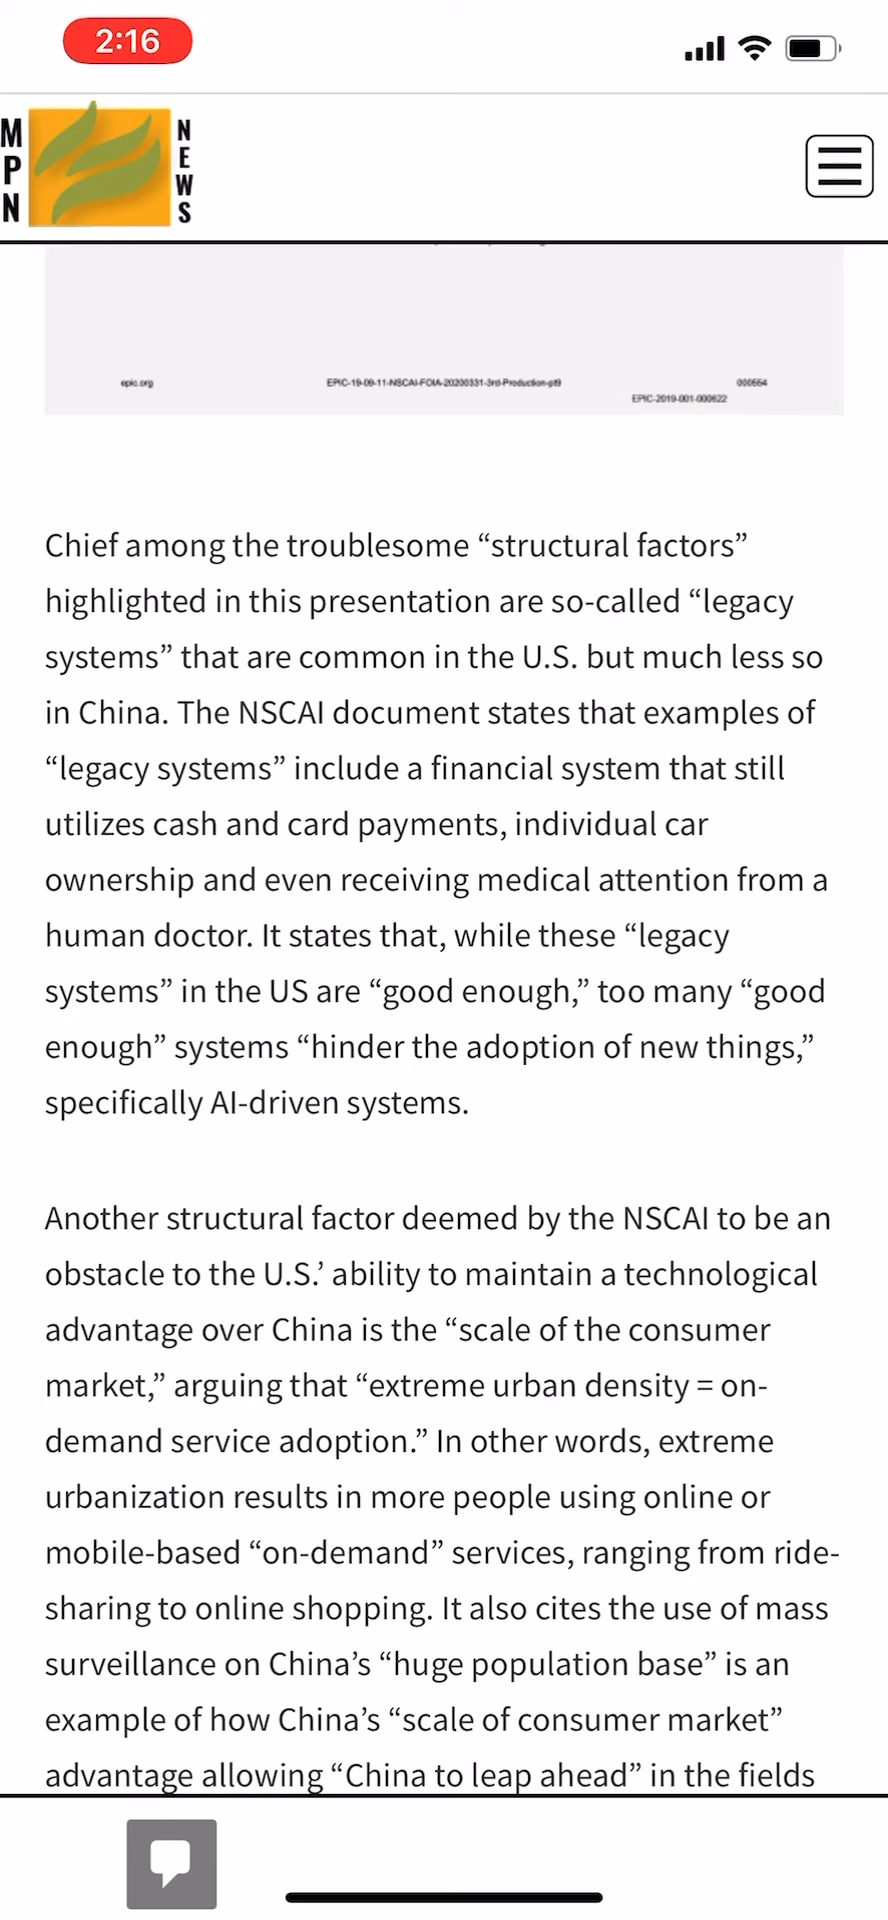 2:16
MPN
NEWS
epic.org
EPIC-19-09-11-NSCAI-FOIA-20200331-3rd-Production-pt9
000554
EPIC-2019-001-000622
Chief among the troublesome “structural factors”
highlighted in this presentation are so-called “legacy
systems” that are common in the U.S. but much less so
in China. The NSCAI document states that examples of
“legacy systems” include a financial system that still
utilizes cash and card payments, individual car
ownership and even receiving medical attention from a
human doctor. It states that, while these “legacy
systems” in the US are “good enough,” too many “good
enough” systems “hinder the adoption of new things,”
specifically AI-driven systems.
Another structural factor deemed by the NSCAI to be an
obstacle to the U.S.’ ability to maintain a technological
advantage over China is the “scale of the consumer
market,” arguing that “extreme urban density = on-
demand service adoption.” In other words, extreme
urbanization results in more people using online or
mobile-based “on-demand” services, ranging from ride-
sharing to online shopping. It also cites the use of mass
surveillance on China’s “huge population base” is an
example of how China’s “scale of consumer market”
advantage allowing “China to leap ahead” in the fields